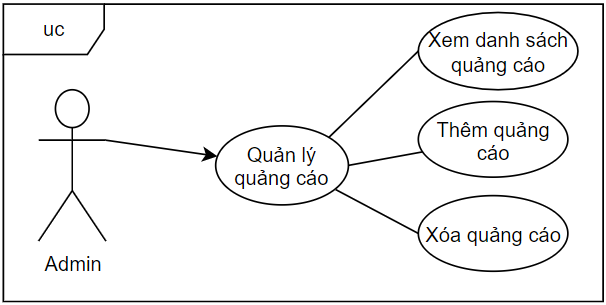 uc
Xem danh sách
quảng cáo
Thêm quảng
cáo
Quản lý
quảng cáo
Xóa quảng cáo
Admin